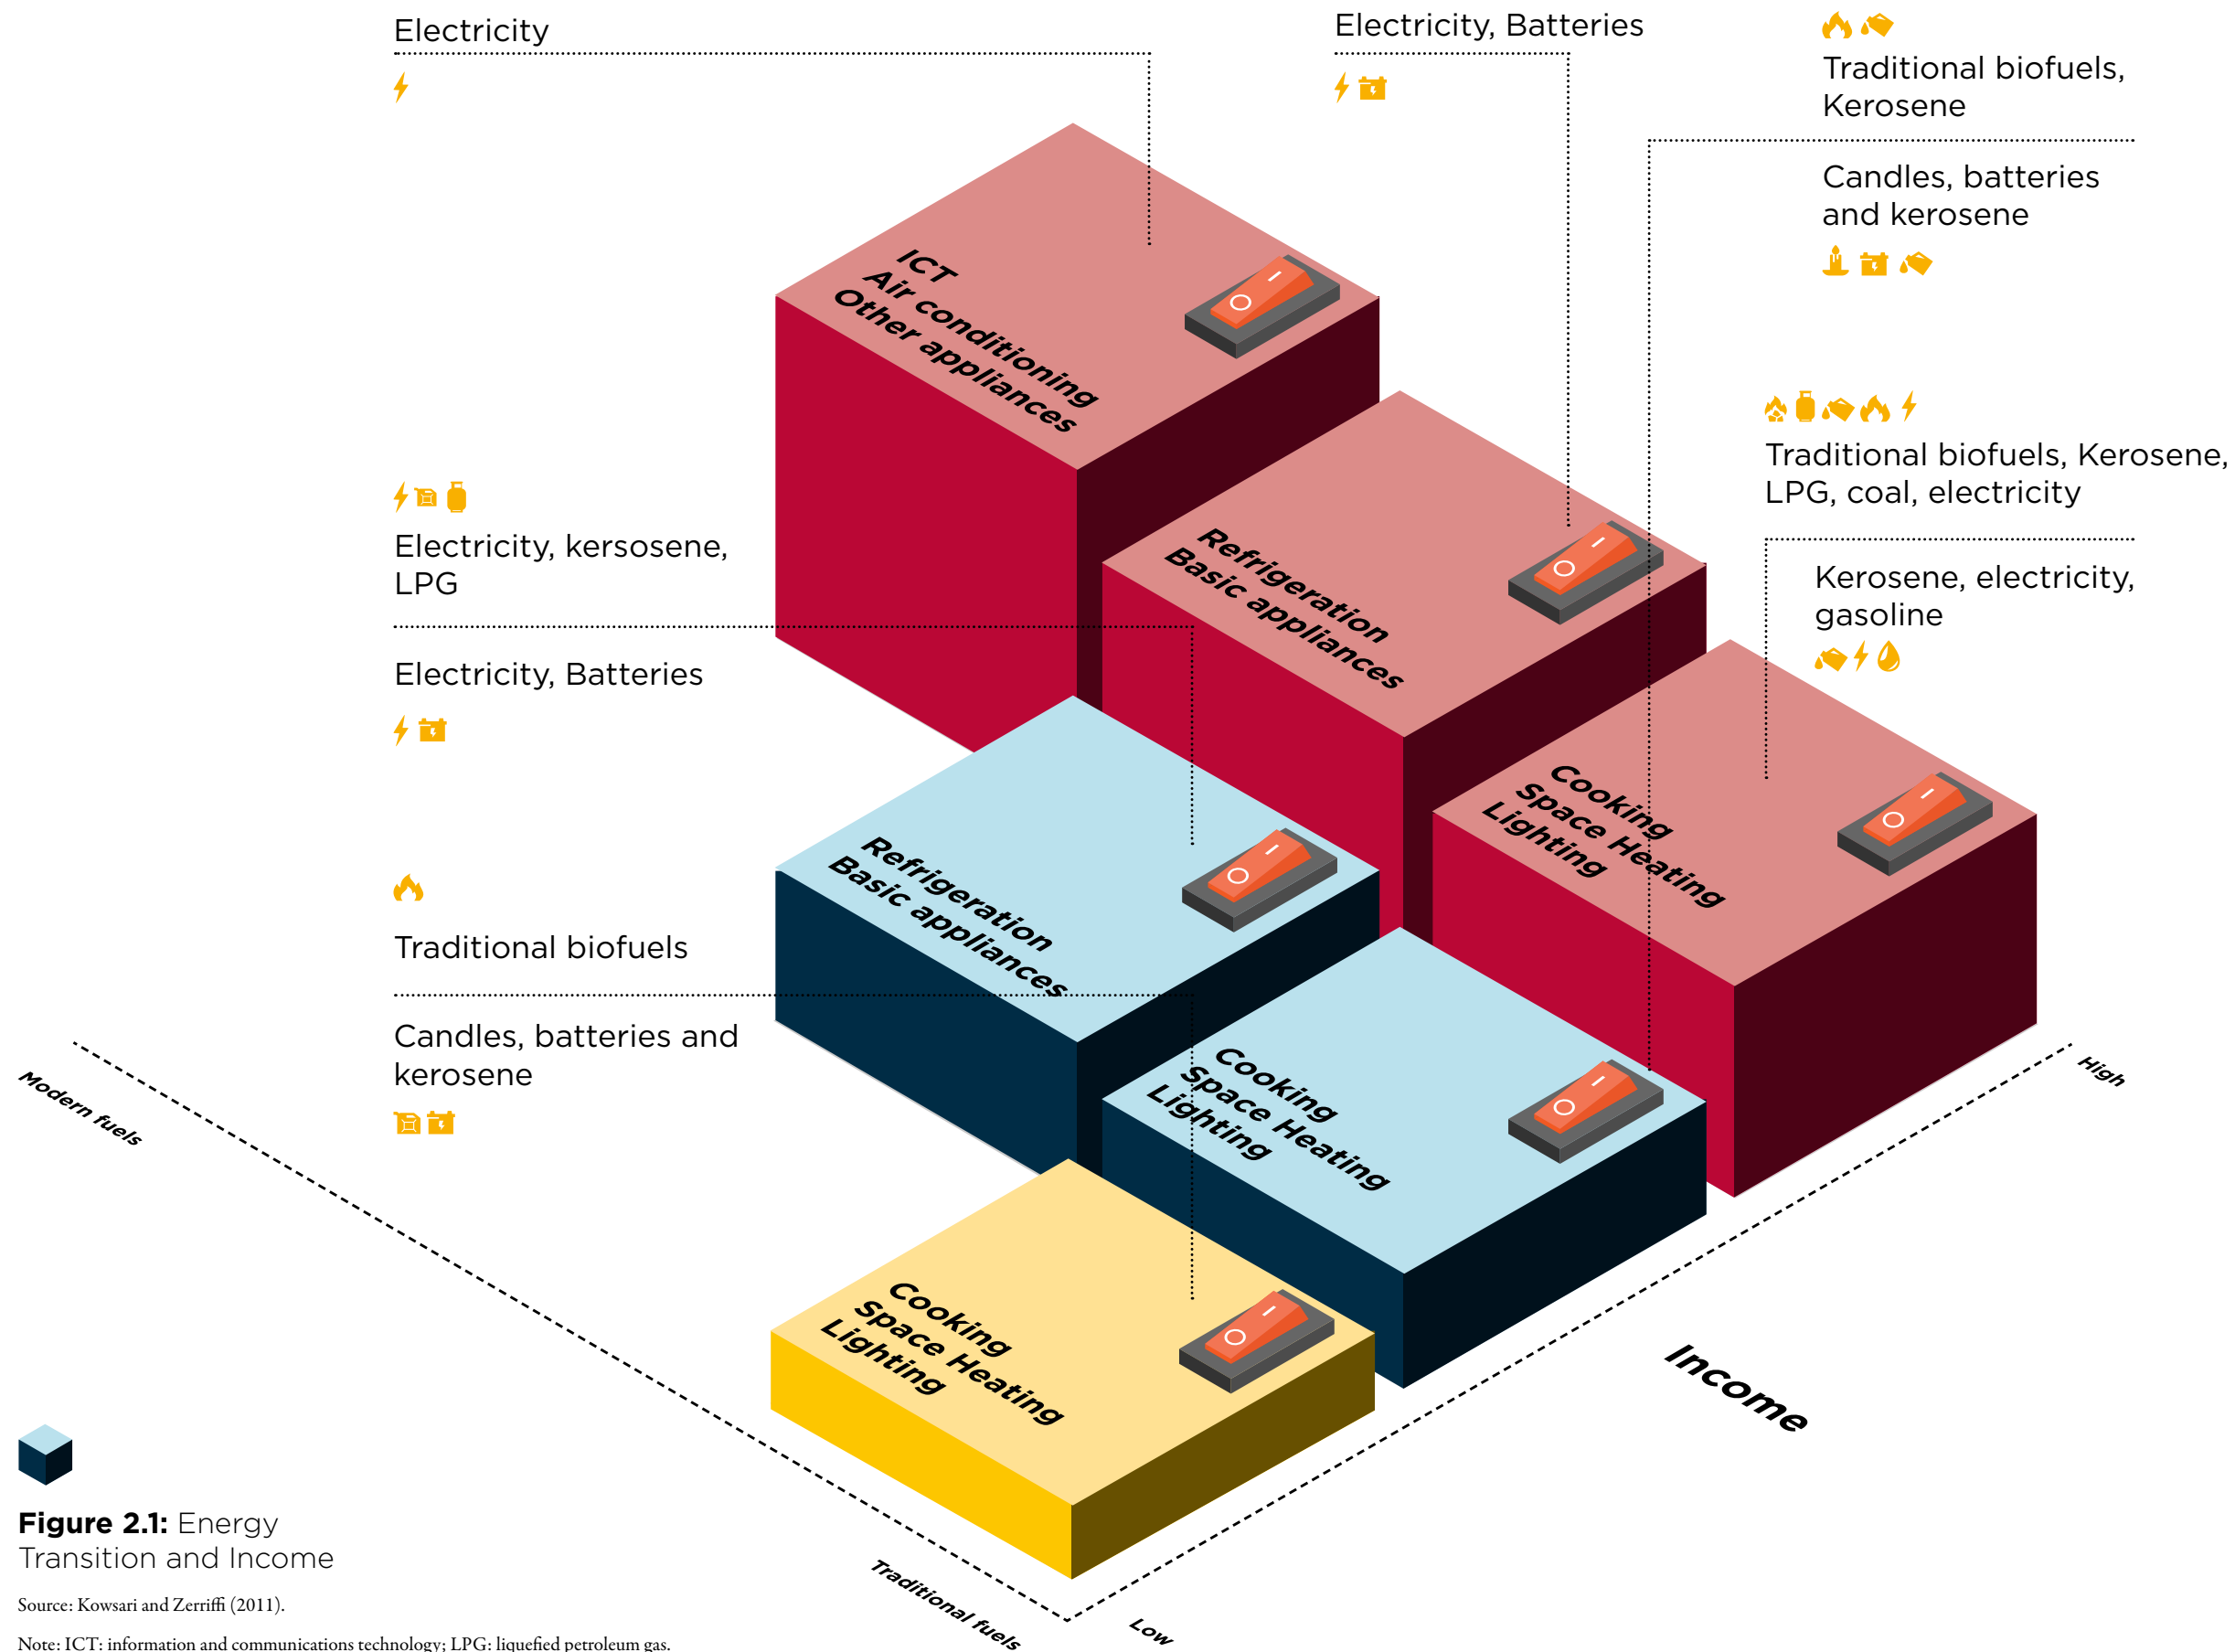 Electricity
Electricity, Batteries
Traditional biofuels,
Kerosene
Candles, batteries
and kerosene
ICT
Air conditioning
Other appliances
Traditional biofuels, Kerosene,
LPG, coal, electricity
Kerosene, electricity,
gasoline
Electricity, kersosene,
LPG
Electricity, Batteries
Refrigeration
Basic appliances
Cooking
Space Heating
Lighting
Refrigeration
Basic appliances
Traditional biofuels
Candles, batteries and
kerosene
Cooking
Space Heating
Lighting
Modern fuels
High
Cooking
Space Heating
Lighting
Income
Traditional fuels
Low
Figure 2.1: Energy
Transition and Income
Source: Kowsari and Zerriffi (2011).
Note: ICT: information and communications technology; LPG: liquefied petroleum gas.